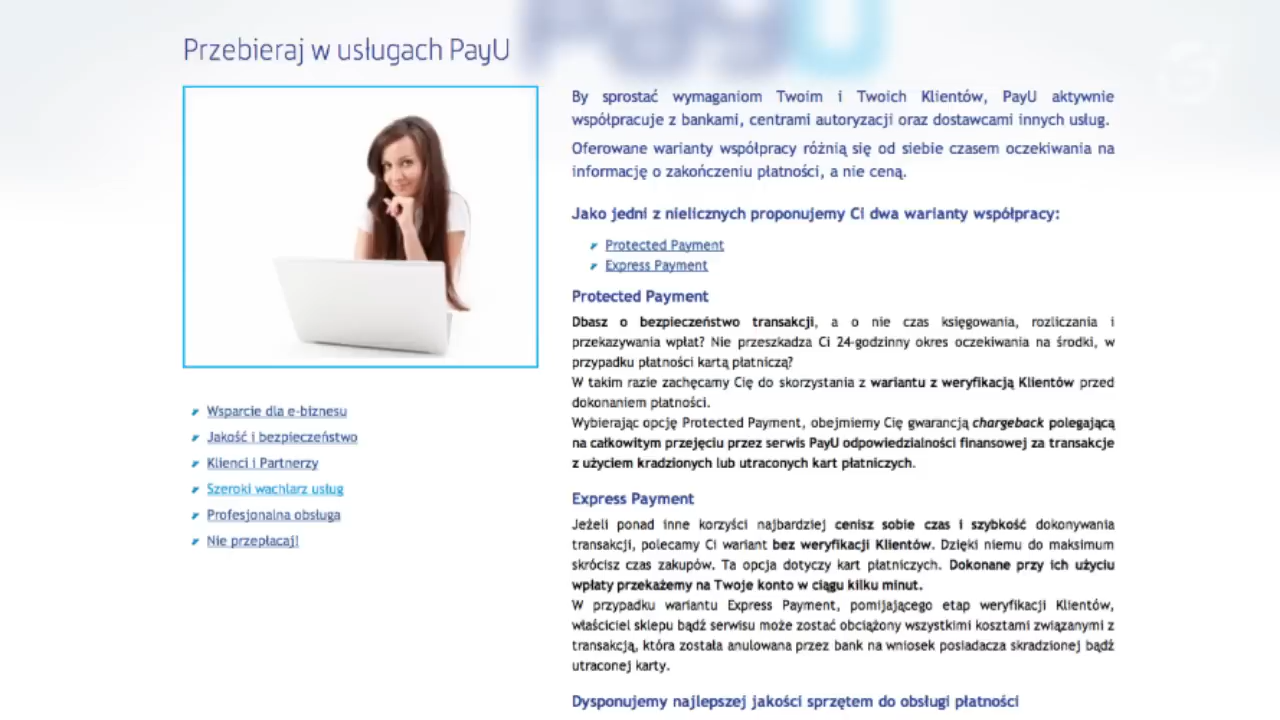 PayU
Przebieraj w usługach PayU
By sprostać wymaganiom Twoim i Twoich Klientów, PayU aktywnie
współpracuje z bankami, centrami autoryzacji oraz dostawcami innych usług.
Oferowane warianty współpracy różnią się od siebie czasem oczekiwania na
informację o zakończeniu płatności, a nie ceną.
Jako jedni z nielicznych proponujemy Ci dwa warianty współpracy:
Protected Payment
Express Payment
Protected Payment
Dbasz o bezpieczeństwo transakcji, a o nie czas księgowania, rozliczania i
przekazywania wpłat? Nie przeszkadza Ci 24-godzinny okres oczekiwania na środki, w
przypadku płatności kartą płatniczą?
W takim razie zachęcamy Cię do skorzystania z wariantu z weryfikacją Klientów przed
dokonaniem płatności.
Wybierając opcję Protected Payment, obejmiemy Cię gwarancją chargeback polegającą
na całkowitym przejęciu przez serwis PayU odpowiedzialności finansowej za transakcje
z użyciem kradzionych lub utraconych kart płatniczych.
Express Payment
Jeżeli ponad inne korzyści najbardziej cenisz sobie czas i szybkość dokonywania
transakcji, polecamy Ci wariant bez weryfikacji Klientów. Dzięki niemu do maksimum
skrócisz czas zakupów. Ta opcja dotyczy kart płatniczych. Dokonane przy ich użyciu
wpłaty przekażemy na Twoje konto w ciągu kilku minut.
W przypadku wariantu Express Payment, pomijającego etap weryfikacji Klientów,
właściciel sklepu bądź serwisu może zostać obciążony wszystkimi kosztami związanymi z
transakcją, która została anulowana przez bank na wniosek posiadacza skradzionej bądź
utraconej karty.
Dysponujemy najlepszej jakości sprzętem do obsługi płatności
Wsparcie dla e-biznesu
Jakość i bezpieczeństwo
Klienci i Partnerzy
Szeroki wachlarz usług
Profesjonalna obsługa
Nie przepłacaj!